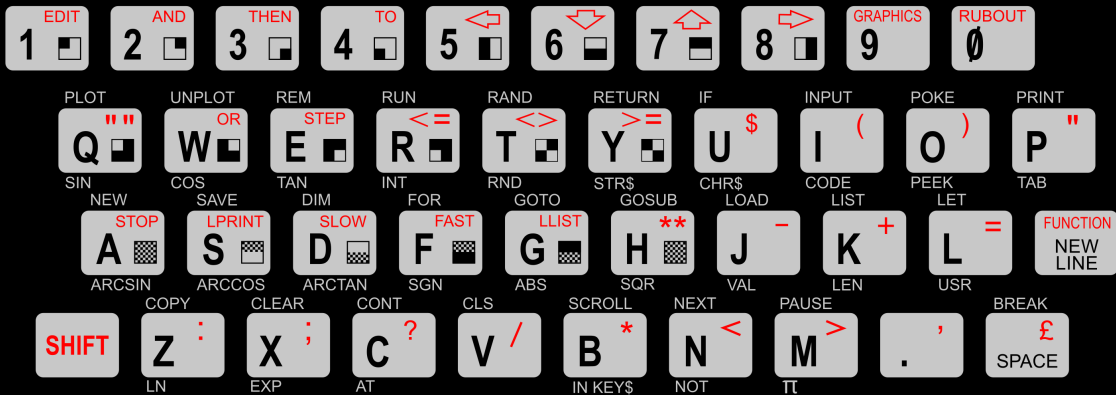 EDIT AND THEN TO GRAPHICS RUBOUT
1 2 3 4 5 6 7 8 9 0
PLOT UNPLOT REM RUN RAND RETURN IF INPUT POKE PRINT
"" OR STEP <= <> >= $ ( ) "
Q W E R T Y U I O P
SIN COS TAN INT RND STR$ CHR$ CODE PEEK TAB
NEW SAVE DIM FOR GOTO GOSUB LOAD LIST LET
STOP LPRINT SLOW FAST LLIST ** - + = FUNCTION
A S D F G H J K L NEW
LINE
ARCSIN ARCCOS ARCTAN SGN ABS SQR VAL LEN USR
COPY CLEAR CONT CLS SCROLL NEXT PAUSE BREAK
: ; ? / * < > , £
SHIFT Z X C V B N M . SPACE
LN EXP AT IN KEY$ NOT π